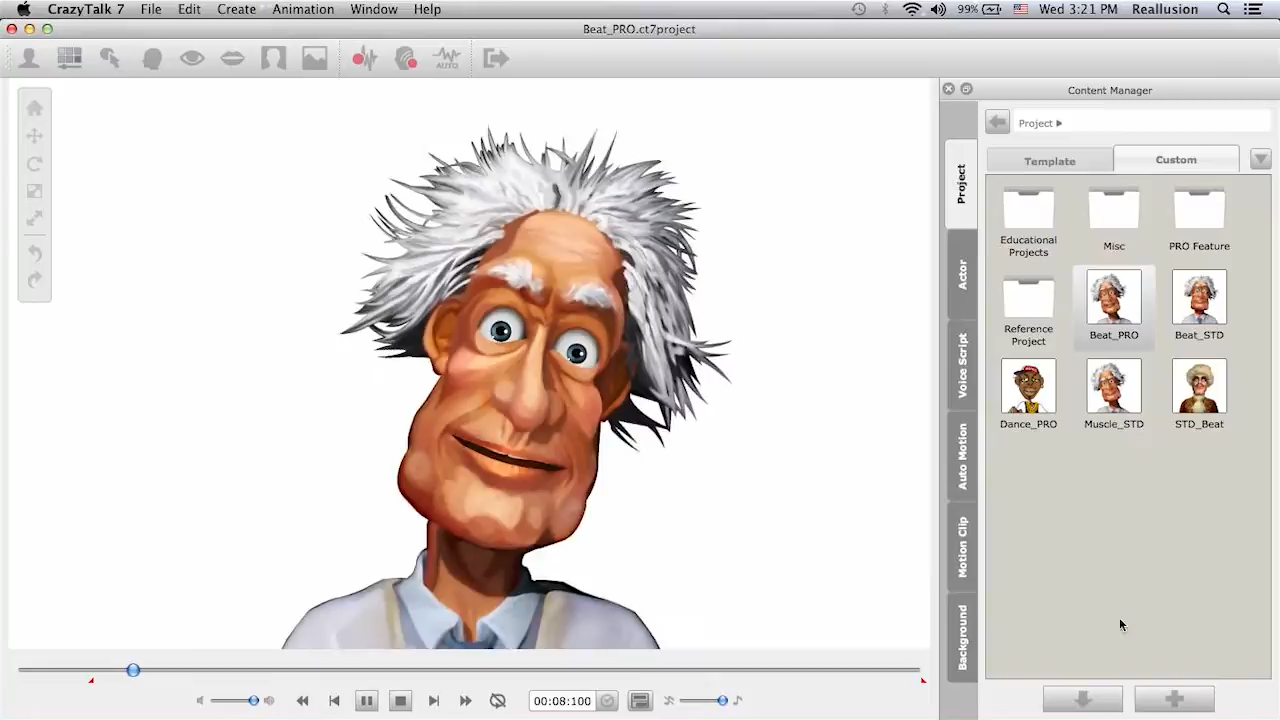 CrazyTalk 7 File Edit Create Animation Window Help 99% Wed 3:21 PM Reallusion
Beat_PRO.ct7project
AUTO
Content Manager
Project
Template Custom
Project
Actor
Voice Script
Auto Motion
Motion Clip
Background
Educational Projects
Misc
PRO Feature
Reference Project
Beat_PRO
Beat_STD
Dance_PRO
Muscle_STD
STD_Beat
00:08:100